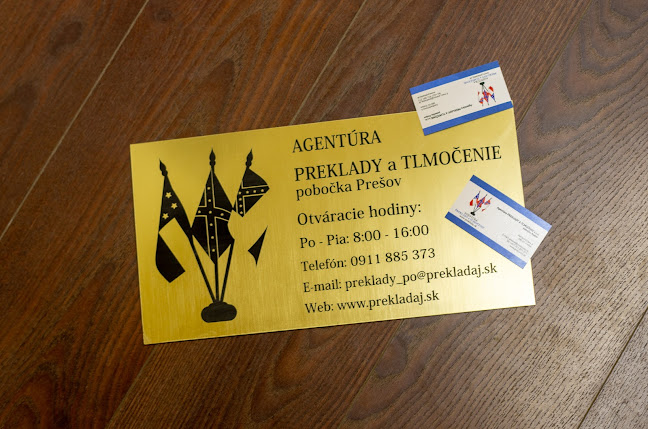 AGENTÚRA
PREKLADY a TLMOČENIE
pobočka Prešov
Otváracie hodiny:
Po - Pia: 8:00 - 16:00
Telefón: 0911 885 373
E-mail: preklady_po@prekladaj.sk
Web: www.prekladaj.sk